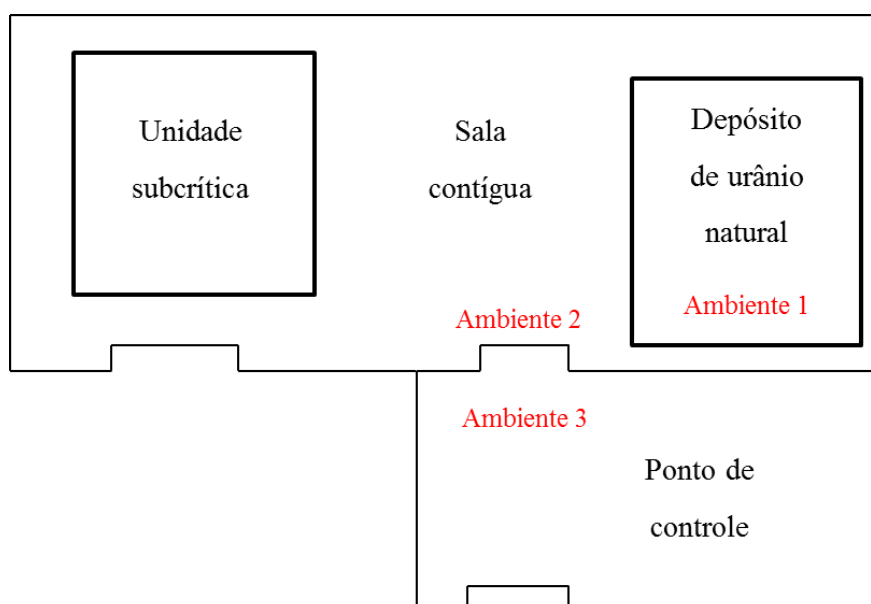 Unidade
subcrítica
Sala
contígua
Depósito
de urânio
natural
Ambiente 1
Ambiente 2
Ambiente 3
Ponto de
controle